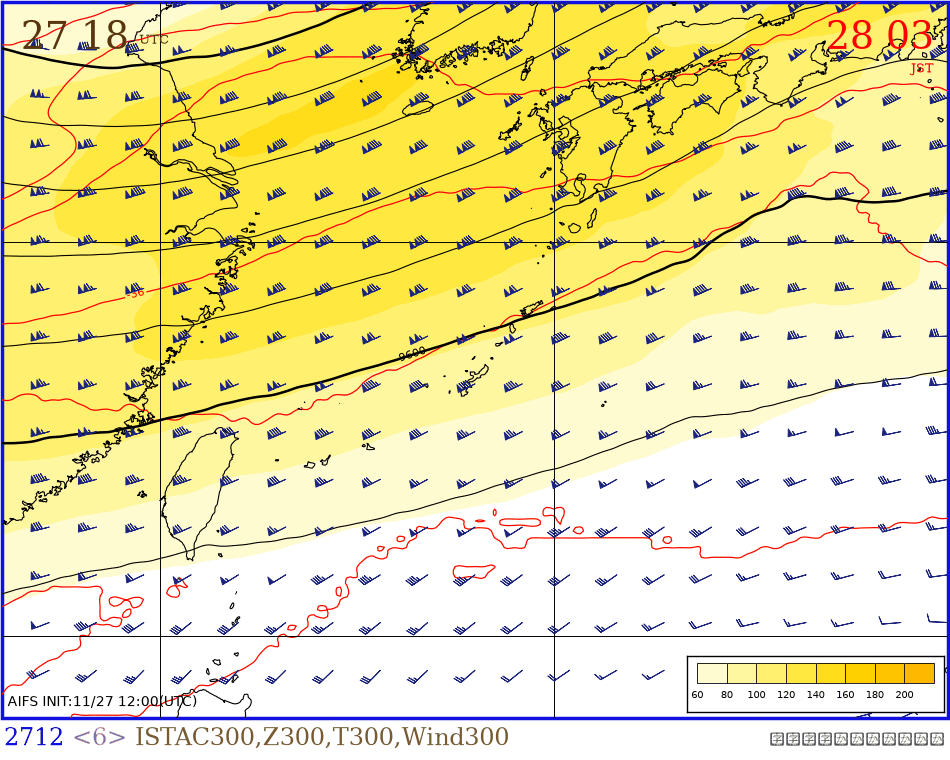 27 18 UTC
28 03
JST
-36
9600
60 80 100 120 140 160 180 200
AIFS INIT:11/27 12:00(UTC)
2712 <6> ISTAC300,Z300,T300,Wind300